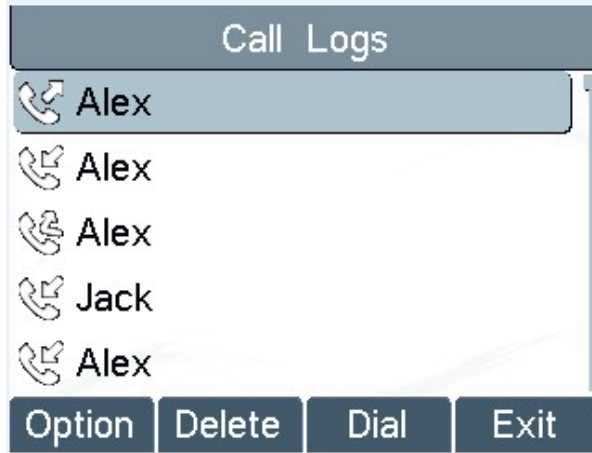 Call Logs
Alex
Alex
Alex
Jack
Alex
Option Delete Dial Exit